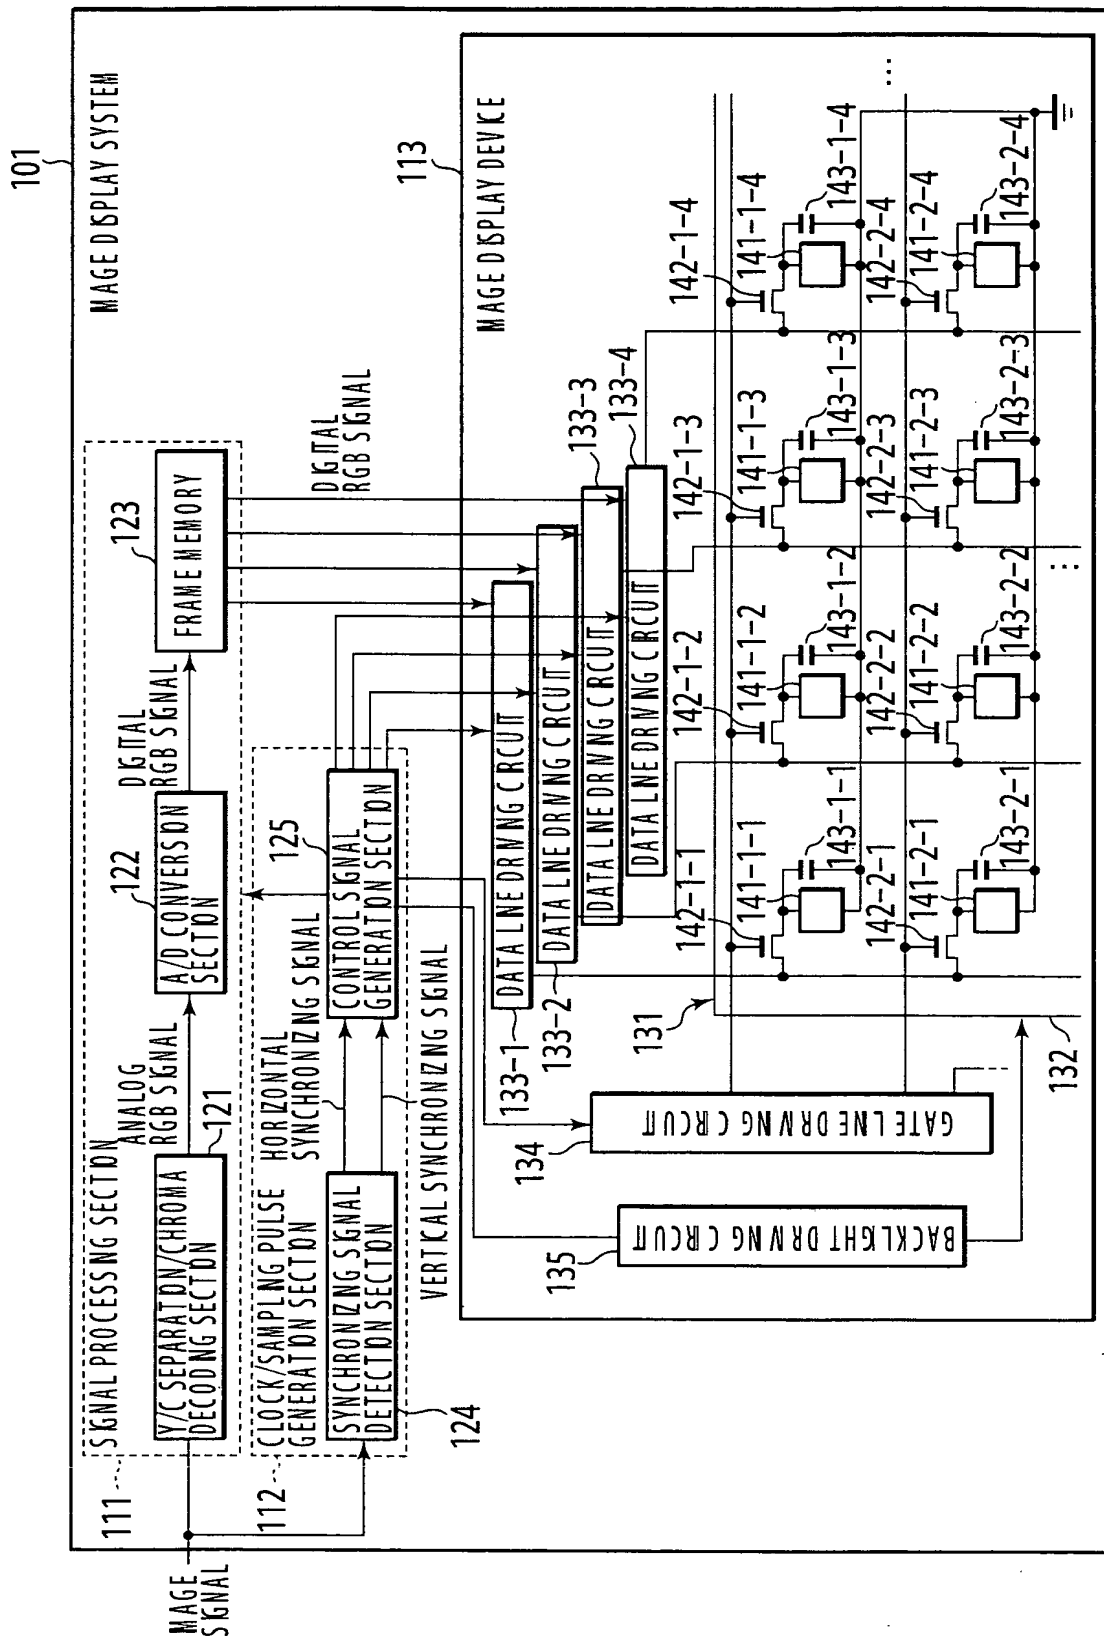 101
MAGE DISPLAY SYSTEM
SIGNAL PROCESSING SECTION
111
MAGE
SIGNAL
Y/C SEPARATION/CHROMA
DECODING SECTION
121
ANALOG
RGB SIGNAL
A/D CONVERSION
SECTION
122
DIGITAL
RGB SIGNAL
FRAME MEMORY
123
CLOCK/SAMPLING PULSE
GENERATION SECTION
112
SYNCHRONIZING SIGNAL
DETECTION SECTION
124
HORIZONTAL
SYNCHRONIZING SIGNAL
VERTICAL SYNCHRONIZING SIGNAL
CONTROL SIGNAL
GENERATION SECTION
125
DIGITAL
RGB SIGNAL
113
MAGE DISPLAY DEVICE
DATA LINE DRIVING CIRCUIT
133-1
DATA LINE DRIVING CIRCUIT
133-2
DATA LINE DRIVING CIRCUIT
133-3
DATA LINE DRIVING CIRCUIT
133-4
BACKLIGHT DRIVING CIRCUIT
135
GATE LINE DRIVING CIRCUIT
134
131
132
142-1-1
141-1-1
143-1-1
142-1-2
141-1-2
143-1-2
142-1-3
141-1-3
143-1-3
142-1-4
141-1-4
143-1-4
...
142-2-1
141-2-1
143-2-1
142-2-2
141-2-2
143-2-2
142-2-3
141-2-3
143-2-3
142-2-4
141-2-4
143-2-4
...